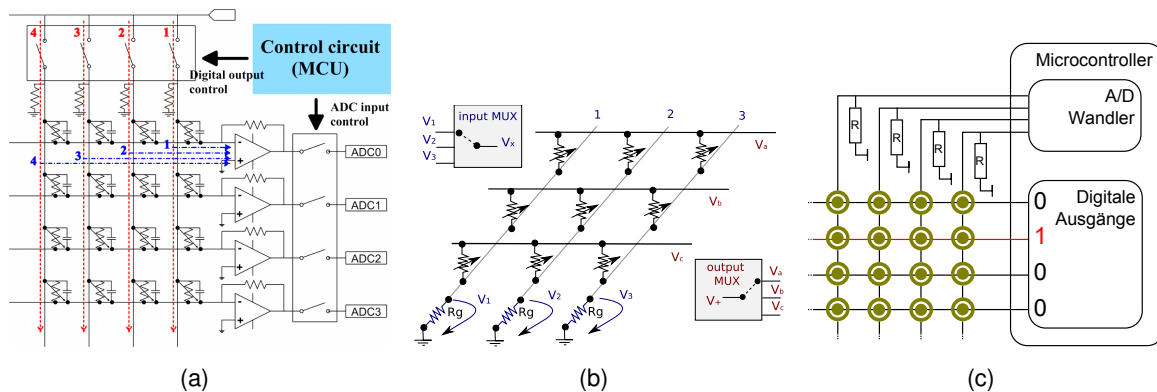 4
3
2
1
Control circuit
(MCU)
Digital output
control
ADC input
control
1
2
3
4
-
+
ADC0
-
+
ADC1
-
+
ADC2
-
+
ADC3
(a)
input MUX
V1
V2
V3
Vx
1
2
3
Va
Vb
Vc
V1
V2
V3
Rg
Rg
Rg
output
MUX
V+
Va
Vb
Vc
(b)
Microcontroller
A/D
Wandler
R
R
R
R
Digitale
Ausgänge
0
1
0
0
(c)